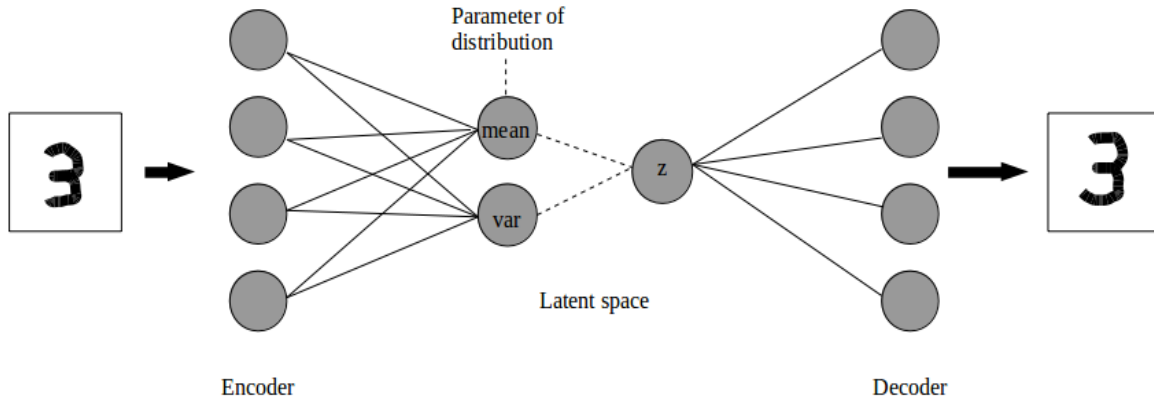 Parameter of
distribution
3
mean
z
3
var
Latent space
Encoder
Decoder